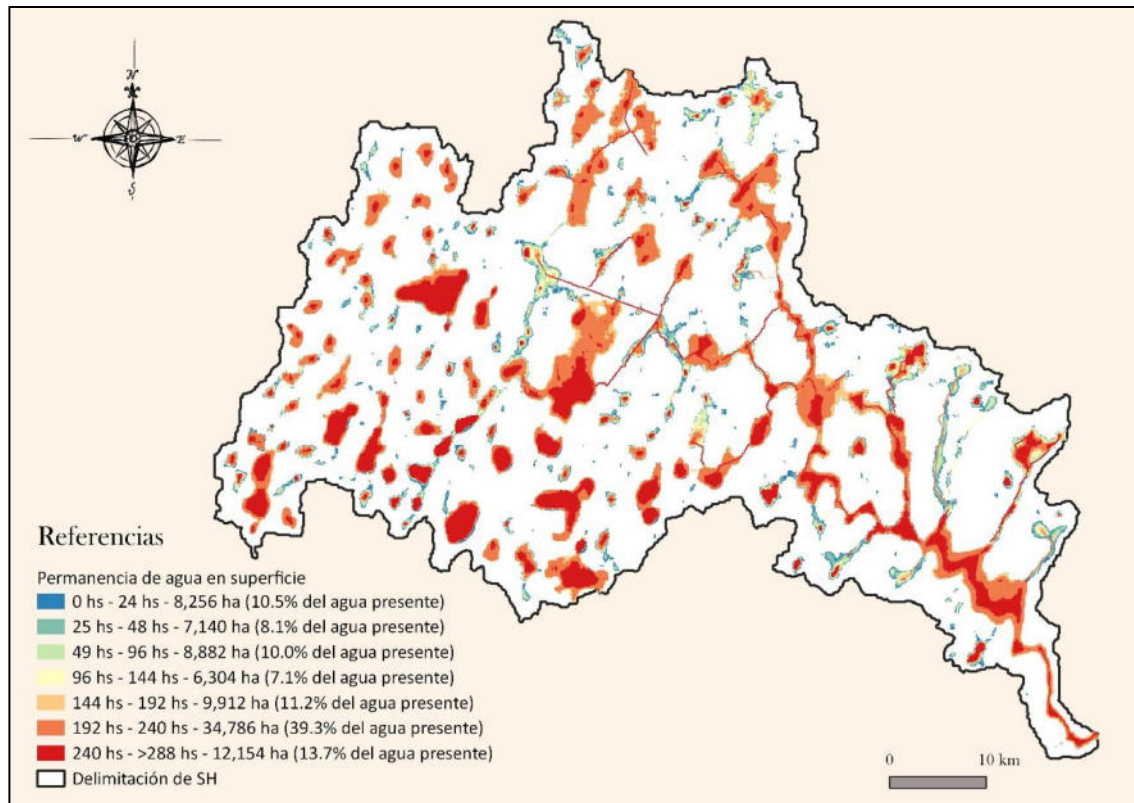 N
W
E
S
Referencias
Permanencia de agua en superficie
0 hs - 24 hs - 8,256 ha (10.5% del agua presente)
25 hs - 48 hs - 7,140 ha (8.1% del agua presente)
49 hs - 96 hs - 8,882 ha (10.0% del agua presente)
96 hs - 144 hs - 6,304 ha (7.1% del agua presente)
144 hs - 192 hs - 9,912 ha (11.2% del agua presente)
192 hs - 240 hs - 34,786 ha (39.3% del agua presente)
240 hs - >288 hs - 12,154 ha (13.7% del agua presente)
Delimitación de SH
0 10 km